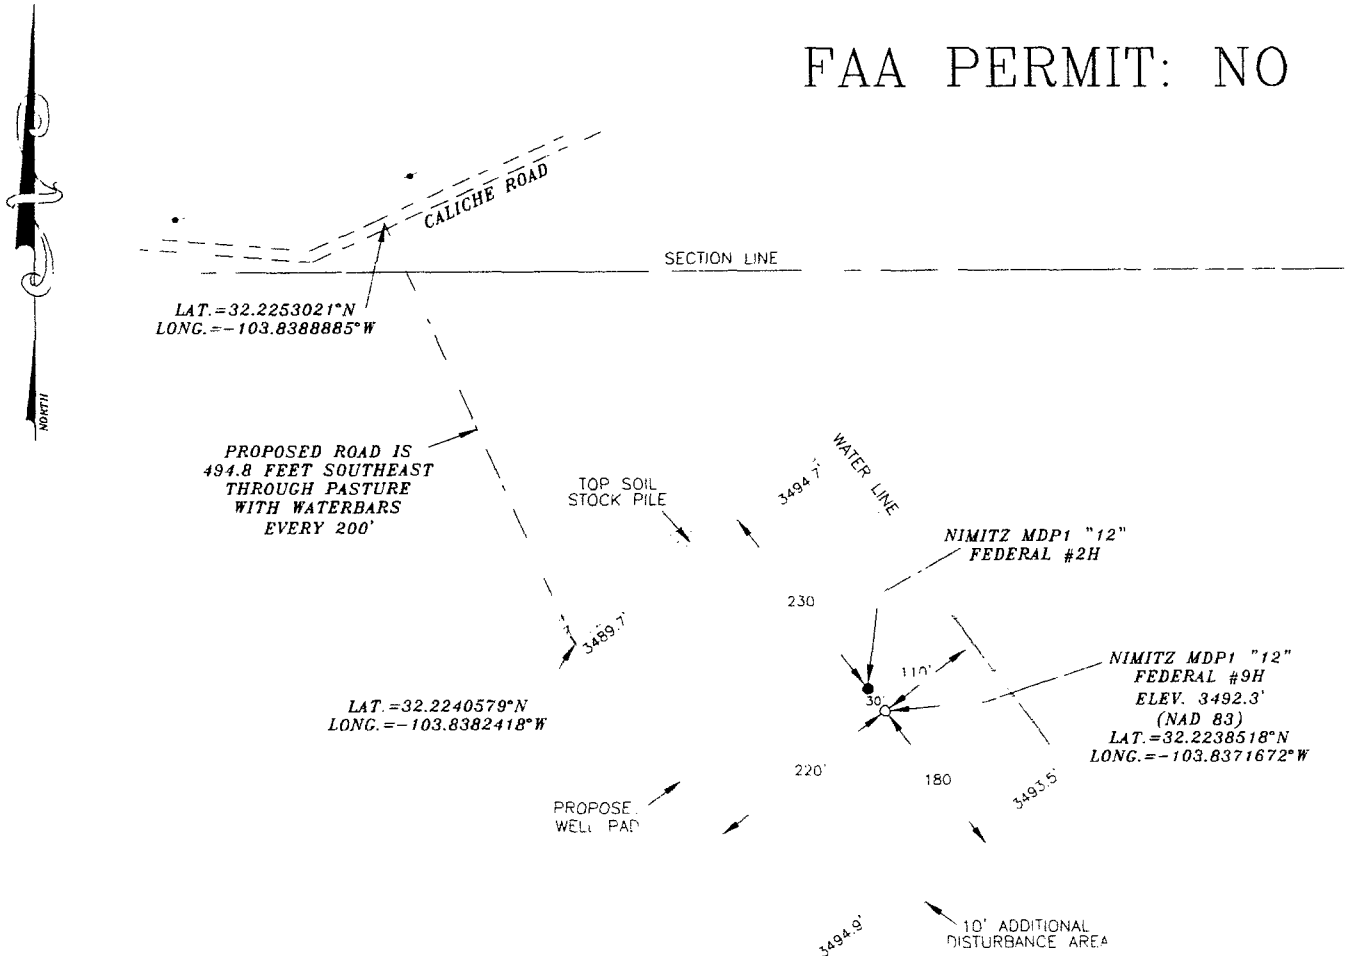 FAA PERMIT: NO
CALICHE ROAD
SECTION LINE
LAT.=32.2253021°N
LONG.=-103.8388885°W
NORTH
PROPOSED ROAD IS
494.8 FEET SOUTHEAST
THROUGH PASTURE
WITH WATERBARS
EVERY 200'
TOP SOIL
STOCK PILE
3494.7'
WATER LINE
NIMITZ MDP1 "12"
FEDERAL #2H
230
3489.7'
110'
30'
NIMITZ MDP1 "12"
FEDERAL #9H
ELEV. 3492.3'
(NAD 83)
LAT.=32.2238518°N
LONG.=-103.8371672°W
LAT.=32.2240579°N
LONG.=-103.8382418°W
220'
180
3493.5'
PROPOSE
WELL PAD
10' ADDITIONAL
DISTURBANCE AREA
3494.9'